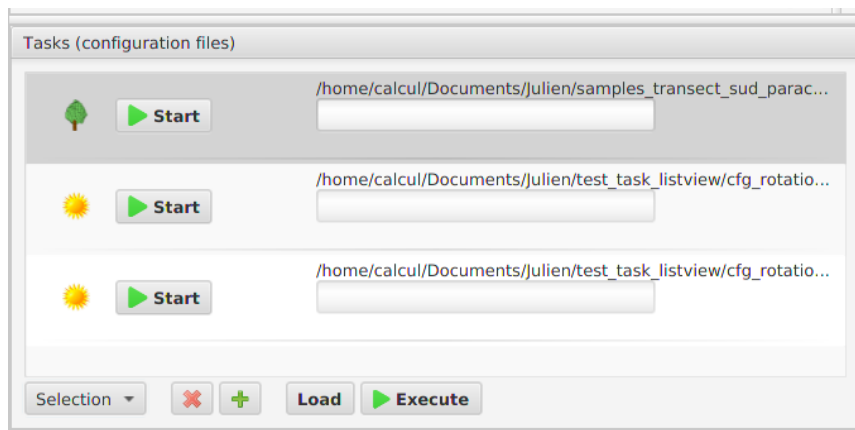 Tasks (configuration files)
/home/calcul/Documents/Julien/samples_transect_sud_parac...
Start
/home/calcul/Documents/Julien/test_task_listview/cfg_rotatio...
Start
/home/calcul/Documents/Julien/test_task_listview/cfg_rotatio...
Start
Selection Load Execute